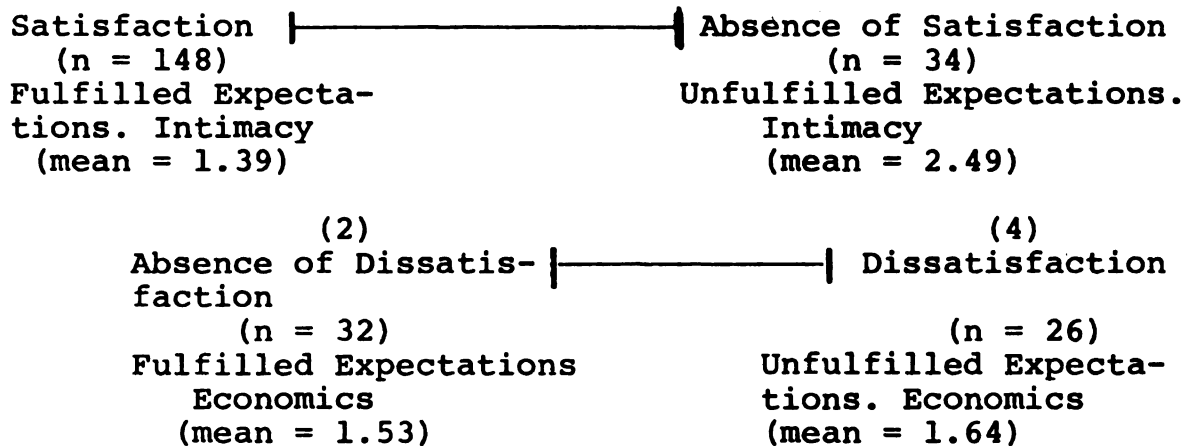 Satisfaction Absence of Satisfaction
(n = 148) (n = 34)
Fulfilled Expecta- Unfulfilled Expectations.
tions. Intimacy Intimacy
(mean = 1.39) (mean = 2.49)
(2) (4)
Absence of Dissatis- Dissatisfaction
faction
(n = 32) (n = 26)
Fulfilled Expectations Unfulfilled Expecta-
Economics tions. Economics
(mean = 1.53) (mean = 1.64)